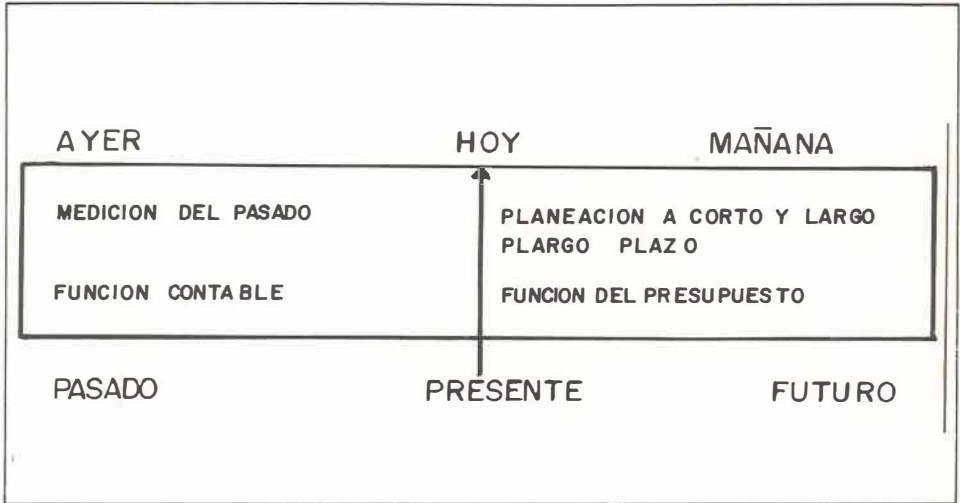 AYER HOY MAÑANA
MEDICION DEL PASADO
PLANEACION A CORTO Y LARGO
PLARGO PLAZO
FUNCION CONTABLE
FUNCION DEL PRESUPUESTO
PASADO PRESENTE FUTURO